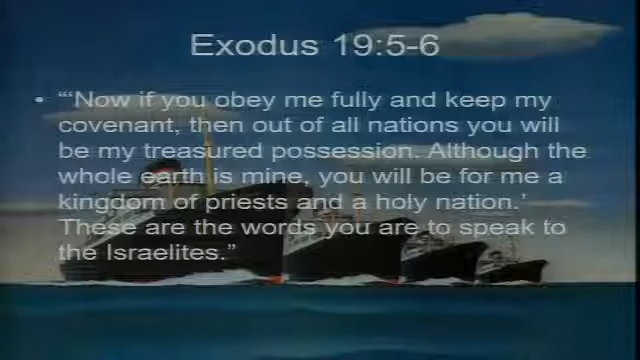 Exodus 19:5-6
• “‘Now if you obey me fully and keep my
covenant, then out of all nations you will
be my treasured possession. Although the
whole earth is mine, you will be for me a
kingdom of priests and a holy nation.’
These are the words you are to speak to
the Israelites.”